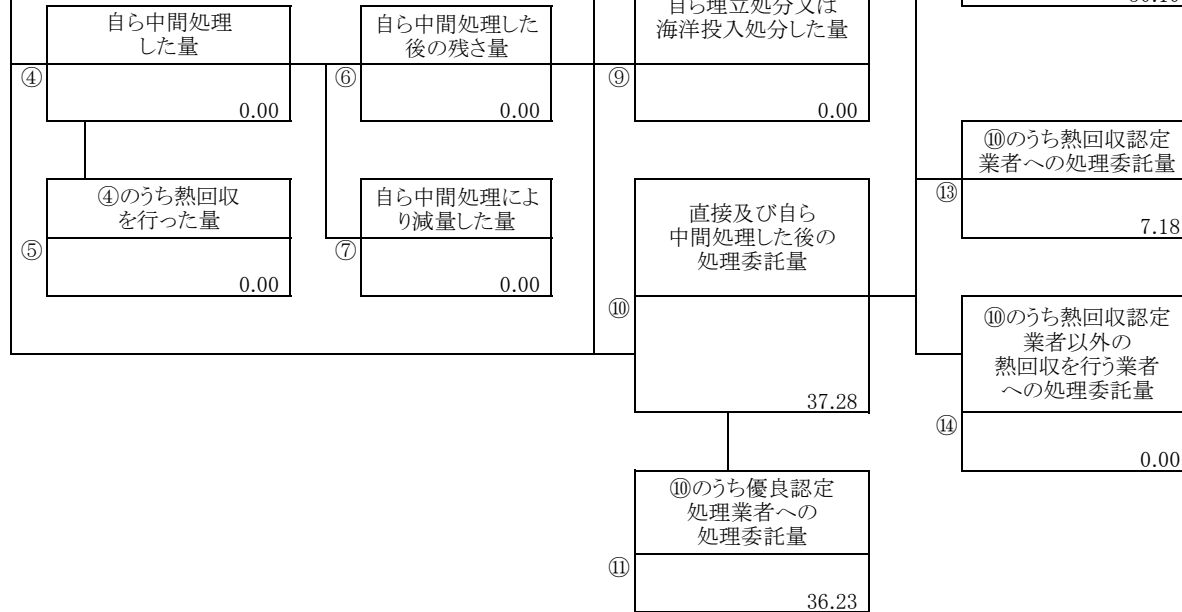 自ら中間処理
した量
④
0.00
自ら中間処理した
後の残さ量
⑥
0.00
海洋投入処分した量
⑨
0.00
④のうち熱回収
を行った量
⑤
0.00
自ら中間処理によ
り減量した量
⑦
0.00
直接及び自ら
中間処理した後の
処理委託量
⑩
37.28
⑩のうち優良認定
処理業者への
処理委託量
⑪
36.23
⑩のうち熱回収認定
業者への処理委託量
⑬
7.18
⑩のうち熱回収認定
業者以外の
熱回収を行う業者
への処理委託量
⑭
0.00